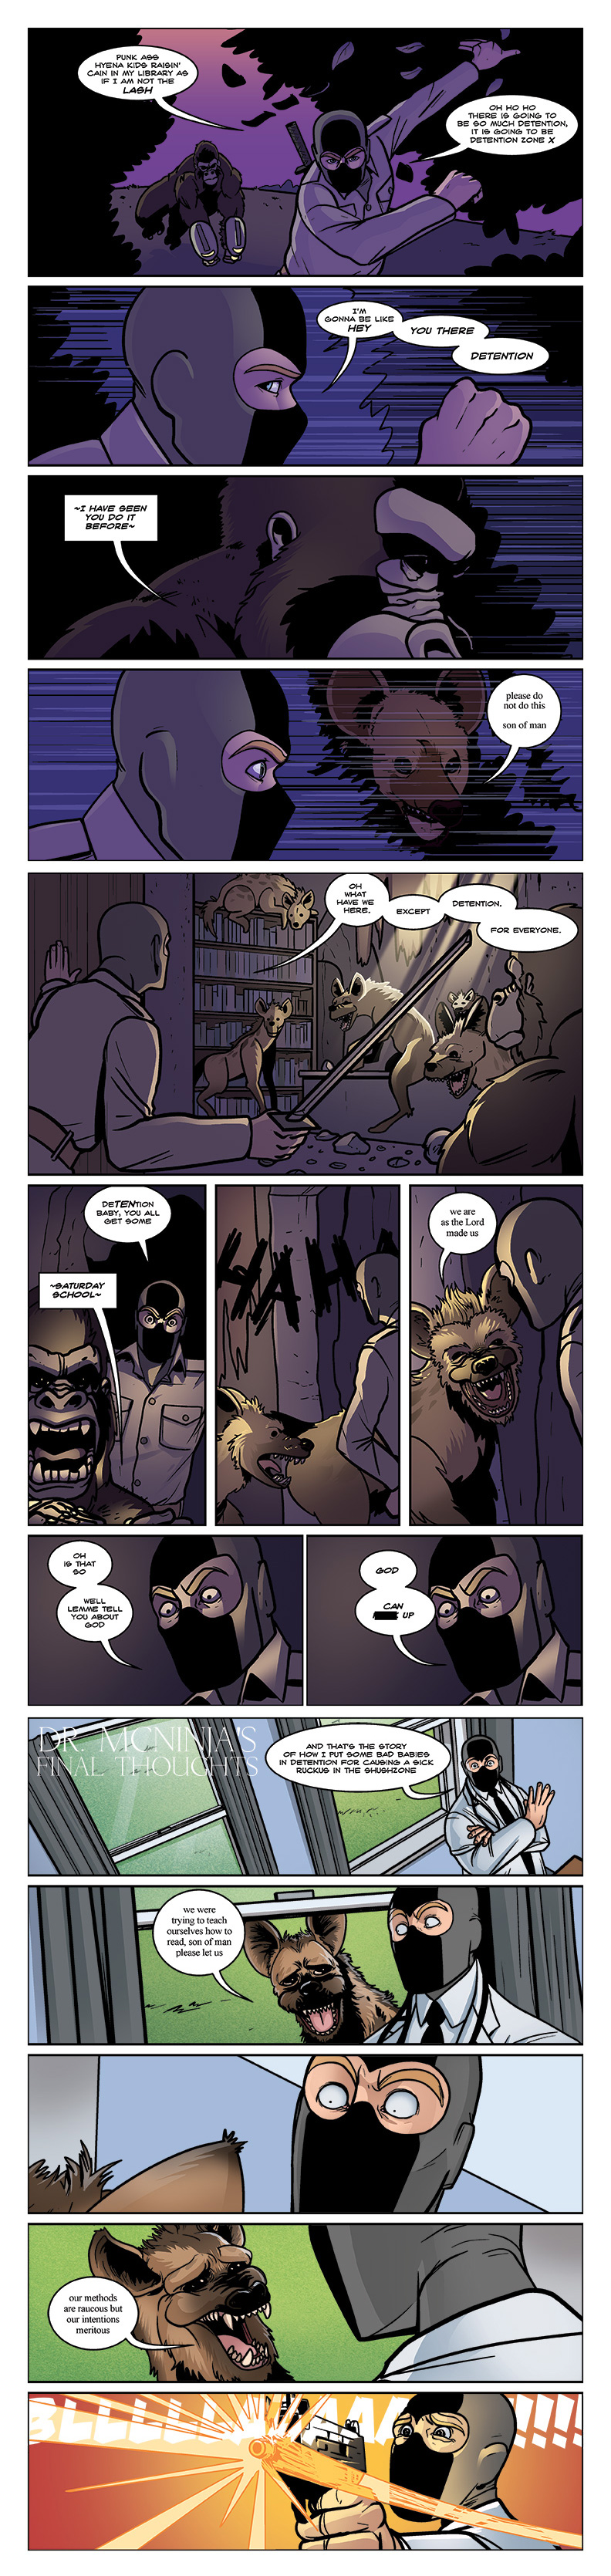 PUNK ASS
HYENA KIDS RAISIN'
CAIN IN MY LIBRARY AS
IF I AM NOT THE
LASH
OH HO HO
THERE IS GOING TO
BE SO MUCH DETENTION,
IT IS GOING TO BE
DETENTION ZONE X
I'M
GONNA BE LIKE
HEY
YOU THERE
DETENTION
~I HAVE SEEN
YOU DO IT
BEFORE~
please do
not do this
son of man
OH
WHAT
HAVE WE
HERE.
EXCEPT
DETENTION.
FOR EVERYONE.
DETENTION
BABY, YOU ALL
GET SOME
~SATURDAY
SCHOOL~
HAHA
we are
as the Lord
made us
OH
IS THAT
SO
WELL
LEMME TELL
YOU ABOUT
GOD
GOD
CAN
UP
DR. MCNINJA'S
FINAL THOUGHTS
AND THAT'S THE STORY
OF HOW I PUT SOME BAD BABIES
IN DETENTION FOR CAUSING A SICK
RUCKUS IN THE SHUSHZONE
we were
trying to teach
ourselves how to
read, son of man
please let us
our methods
are raucous but
our intentions
meritous